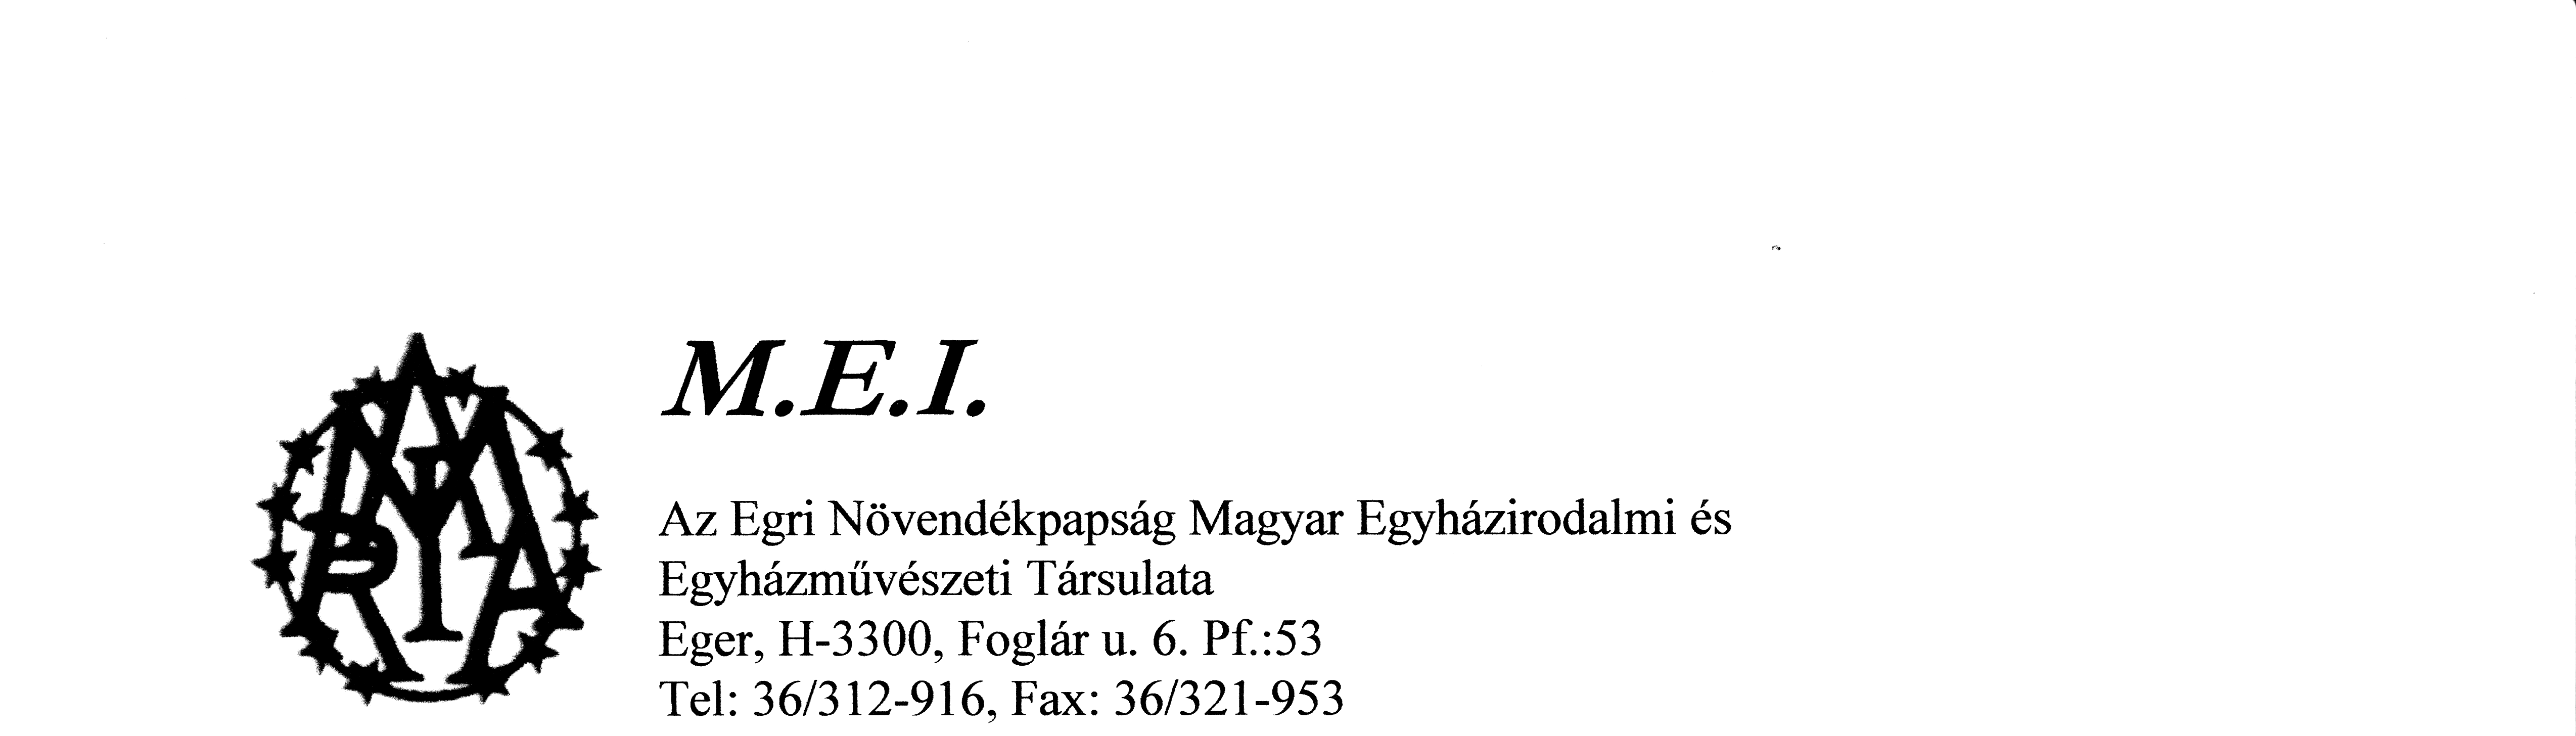 M.E.I.
Az Egri Növendékpapság Magyar Egyházirodalmi és
Egyházművészeti Társulata
Eger, H-3300, Foglár u. 6. Pf.:53
Tel: 36/312-916, Fax: 36/321-953